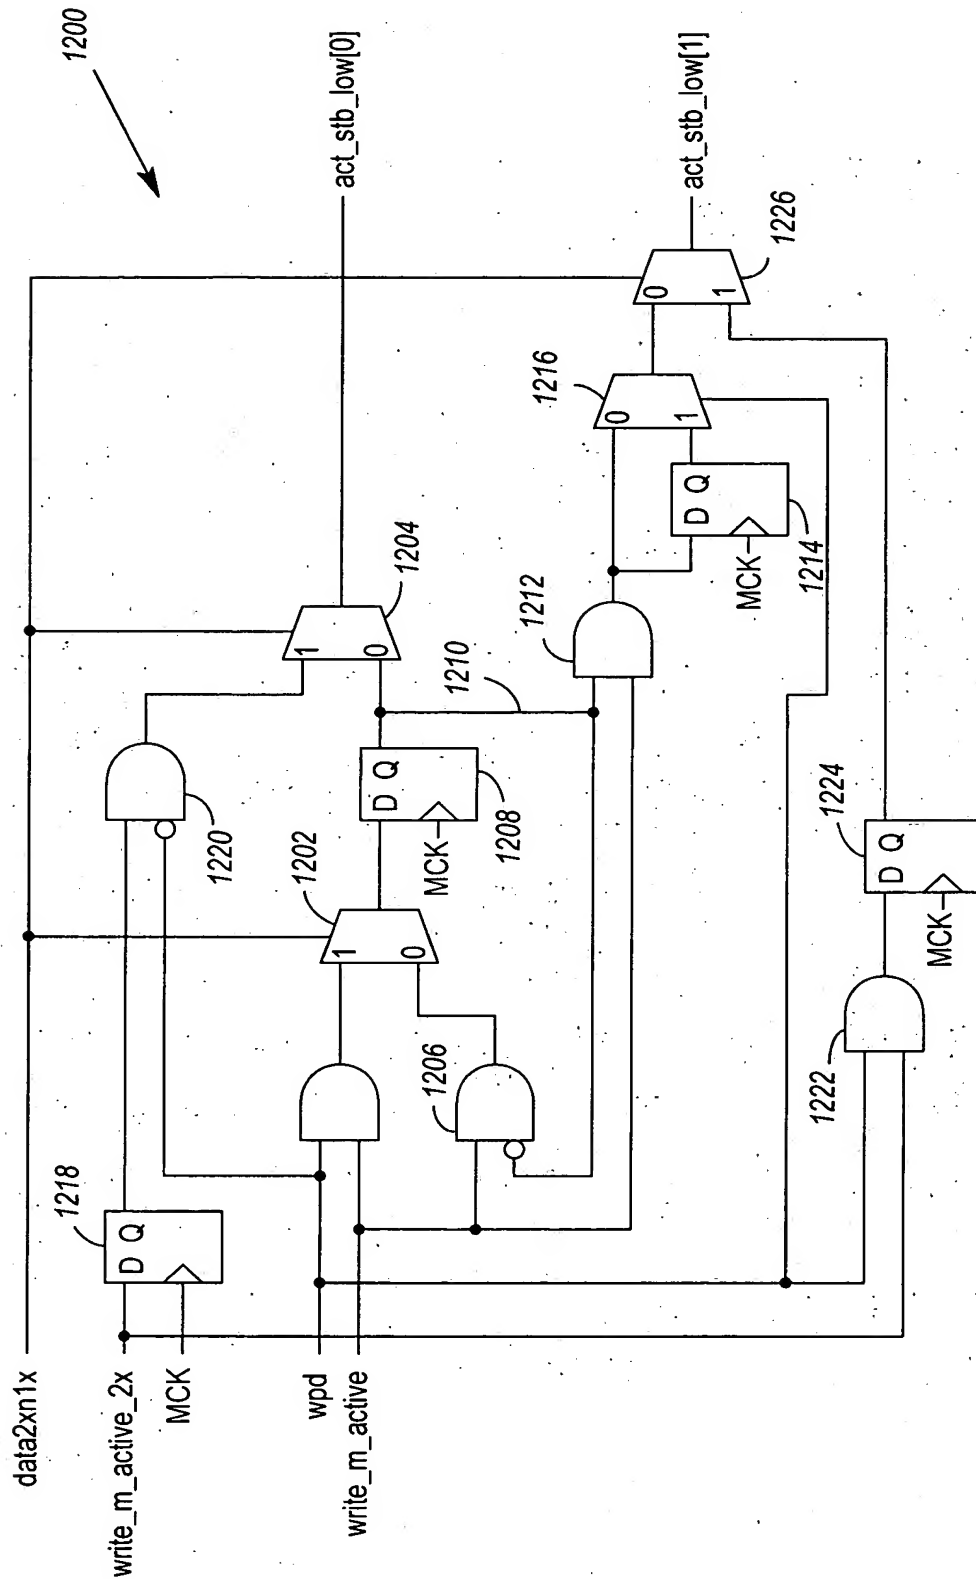 1200
data2xn1x
write_m_active_2x
MCK
wpd
write_m_active
1218
D Q
1220
1202
1
0
1206
D Q
MCK
1208
1204
1
0
act_stb_low[0]
1210
1212
D Q
MCK
1214
1216
0
1
1222
D Q
MCK
1224
0
1
1226
act_stb_low[1]